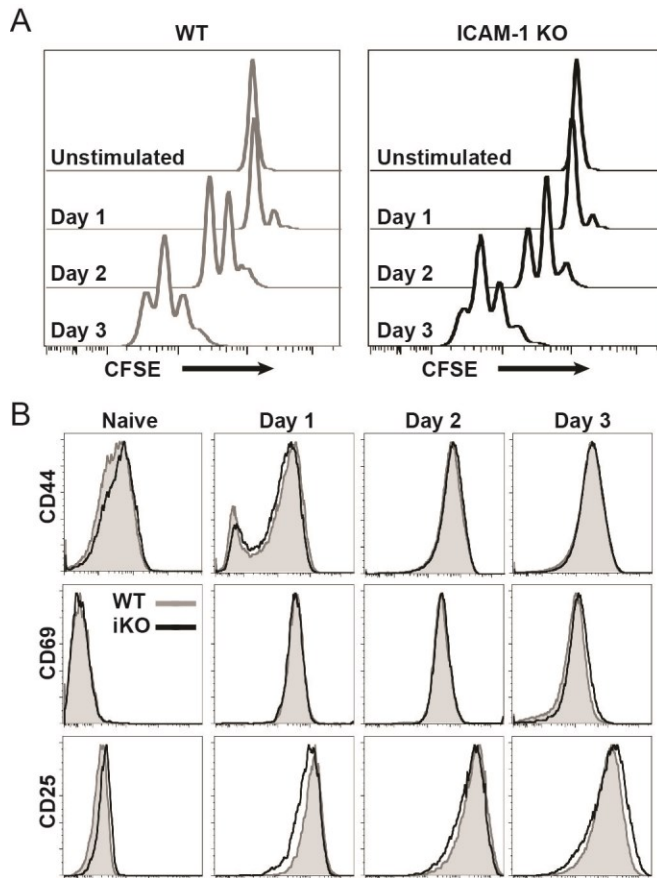 A
WT ICAM-1 KO
Unstimulated Unstimulated
Day 1 Day 1
Day 2 Day 2
Day 3 Day 3
CFSE CFSE
B
Naive Day 1 Day 2 Day 3
CD44
WT
iKO
CD69
CD25